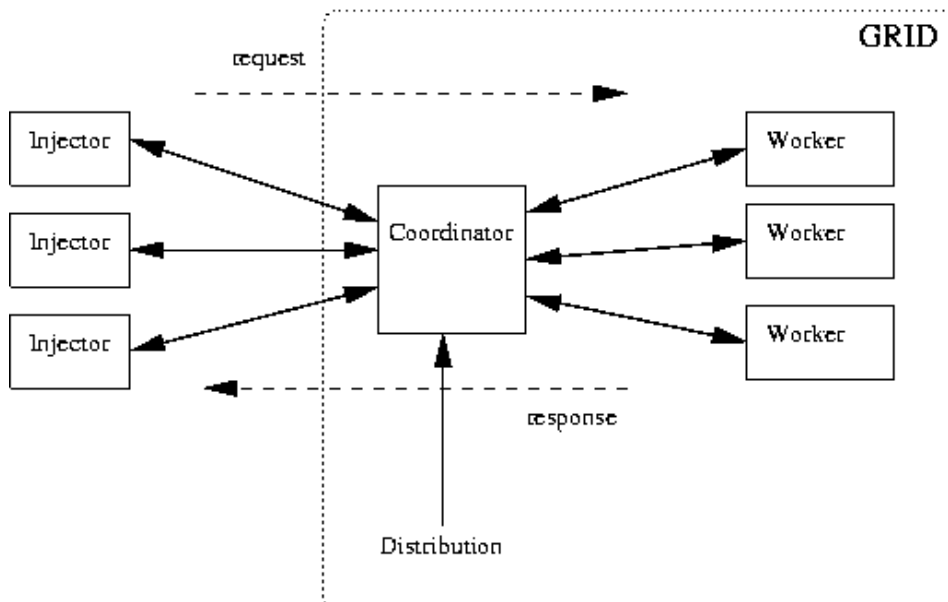 GRID
request
Injector
Worker
Injector
Coordinator
Worker
Injector
Worker
response
Distribution